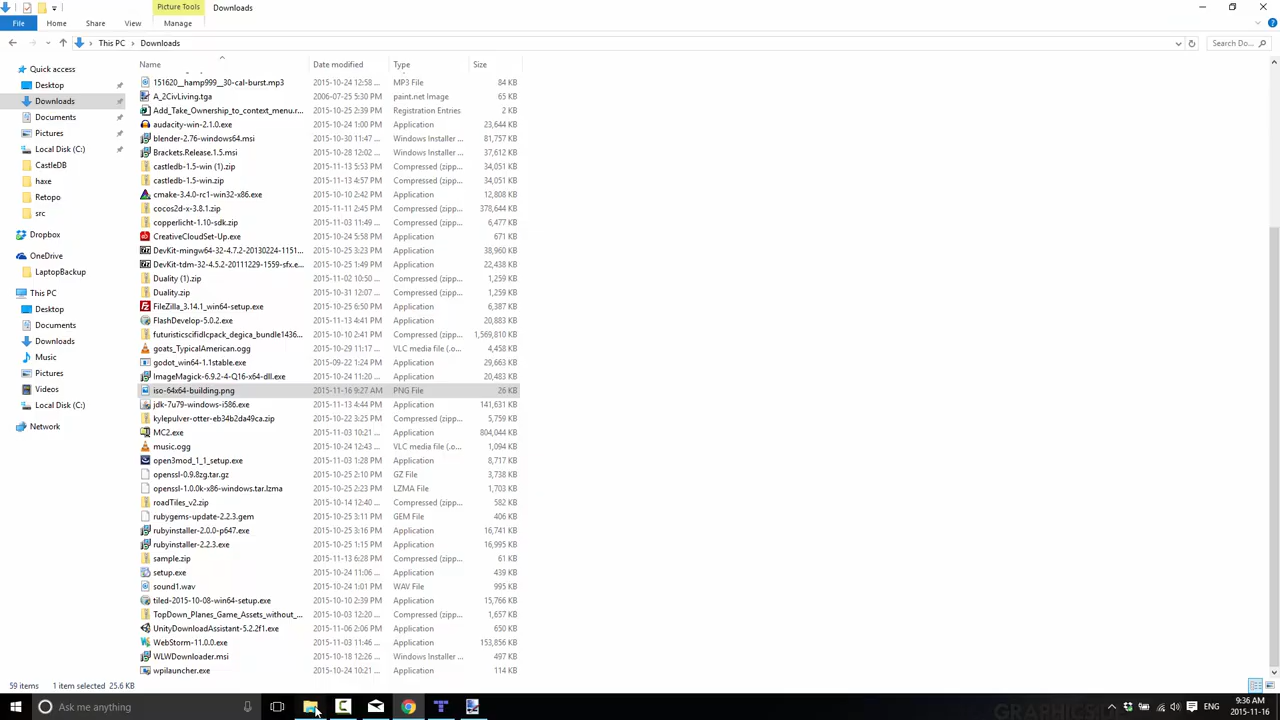 Picture Tools
Downloads
File
Home
Share
View
Manage
This PC
Downloads
Search Do...
Name
Date modified
Type
Size
Quick access
Desktop
Downloads
Documents
Pictures
Local Disk (C:)
CastleDB
haxe
Retopo
src
Dropbox
OneDrive
LaptopBackup
This PC
Desktop
Documents
Downloads
Music
Pictures
Videos
Local Disk (C:)
Network
151620__hamp999__30-cal-burst.mp3 2015-10-24 12:58 ... MP3 File 84 KB
A_2CivLiving.tga 2006-07-25 5:30 PM paint.net Image 65 KB
Add_Take_Ownership_to_context_menu.r... 2015-10-25 2:39 PM Registration Entries 2 KB
audacity-win-2.1.0.exe 2015-10-24 1:00 PM Application 23,644 KB
blender-2.76-windows64.msi 2015-10-30 11:47 ... Windows Installer ... 81,757 KB
Brackets.Release.1.5.msi 2015-10-28 12:02 ... Windows Installer ... 37,612 KB
castledb-1.5-win (1).zip 2015-11-13 5:53 PM Compressed (zipp... 34,051 KB
castledb-1.5-win.zip 2015-11-13 4:57 PM Compressed (zipp... 34,051 KB
cmake-3.4.0-rc1-win32-x86.exe 2015-10-10 2:42 PM Application 12,808 KB
cocos2d-x-3.8.1.zip 2015-11-11 2:45 PM Compressed (zipp... 378,644 KB
copperlicht-1.10-sdk.zip 2015-11-03 11:49 ... Compressed (zipp... 6,477 KB
CreativeCloudSet-Up.exe 2015-10-24 5:58 PM Application 671 KB
DevKit-mingw64-32-4.7.2-20130224-1151... 2015-10-25 3:23 PM Application 38,960 KB
DevKit-tdm-32-4.5.2-20111229-1559-sfx.e... 2015-10-25 1:49 PM Application 22,438 KB
Duality (1).zip 2015-11-02 10:50 ... Compressed (zipp... 1,259 KB
Duality.zip 2015-10-31 12:07 ... Compressed (zipp... 1,259 KB
FileZilla_3.14.1_win64-setup.exe 2015-10-25 6:50 PM Application 6,387 KB
FlashDevelop-5.0.2.exe 2015-11-13 4:41 PM Application 20,883 KB
futuristicscifidlcpack_degica_bundle1436... 2015-10-10 2:41 PM Compressed (zipp... 1,569,810 KB
goats_TypicalAmerican.ogg 2015-10-29 11:17 ... VLC media file (.o... 4,458 KB
godot_win64-1.1stable.exe 2015-09-22 1:24 PM Application 29,663 KB
ImageMagick-6.9.2-4-Q16-x64-dll.exe 2015-10-24 11:20 ... Application 20,483 KB
iso-64x64-building.png 2015-11-16 9:27 AM PNG File 26 KB
jdk-7u79-windows-i586.exe 2015-11-13 4:44 PM Application 141,631 KB
kylepulver-otter-eb34b2da49ca.zip 2015-10-22 3:25 PM Compressed (zipp... 5,759 KB
MC2.exe 2015-11-03 10:21 ... Application 804,044 KB
music.ogg 2015-10-24 12:43 ... VLC media file (.o... 1,094 KB
open3mod_1_1_setup.exe 2015-11-03 1:28 PM Application 8,717 KB
openssl-0.9.8zg.tar.gz 2015-10-25 2:10 PM GZ File 3,738 KB
openssl-1.0.0k-x86-windows.tar.lzma 2015-10-25 2:23 PM LZMA File 1,703 KB
roadTiles_v2.zip 2015-10-14 12:40 ... Compressed (zipp... 582 KB
rubygems-update-2.2.3.gem 2015-10-25 3:11 PM GEM File 406 KB
rubyinstaller-2.0.0-p647.exe 2015-10-25 3:16 PM Application 16,741 KB
rubyinstaller-2.2.3.exe 2015-10-25 1:15 PM Application 16,995 KB
sample.zip 2015-11-13 6:28 PM Compressed (zipp... 61 KB
setup.exe 2015-10-24 11:06 ... Application 439 KB
sound1.wav 2015-10-24 1:01 PM WAV File 995 KB
tiled-2015-10-08-win64-setup.exe 2015-10-10 2:39 PM Application 15,766 KB
TopDown_Planes_Game_Assets_without_... 2015-10-03 12:20 ... Compressed (zipp... 1,657 KB
UnityDownloadAssistant-5.2.2f1.exe 2015-11-06 2:06 PM Application 650 KB
WebStorm-11.0.0.exe 2015-11-03 11:46 ... Application 153,856 KB
WLWDownloader.msi 2015-10-18 12:26 ... Windows Installer ... 497 KB
wpilauncher.exe 2015-10-24 10:21 ... Application 114 KB
59 items 1 item selected 25.6 KB
Ask me anything
ENG
9:36 AM
2015-11-16